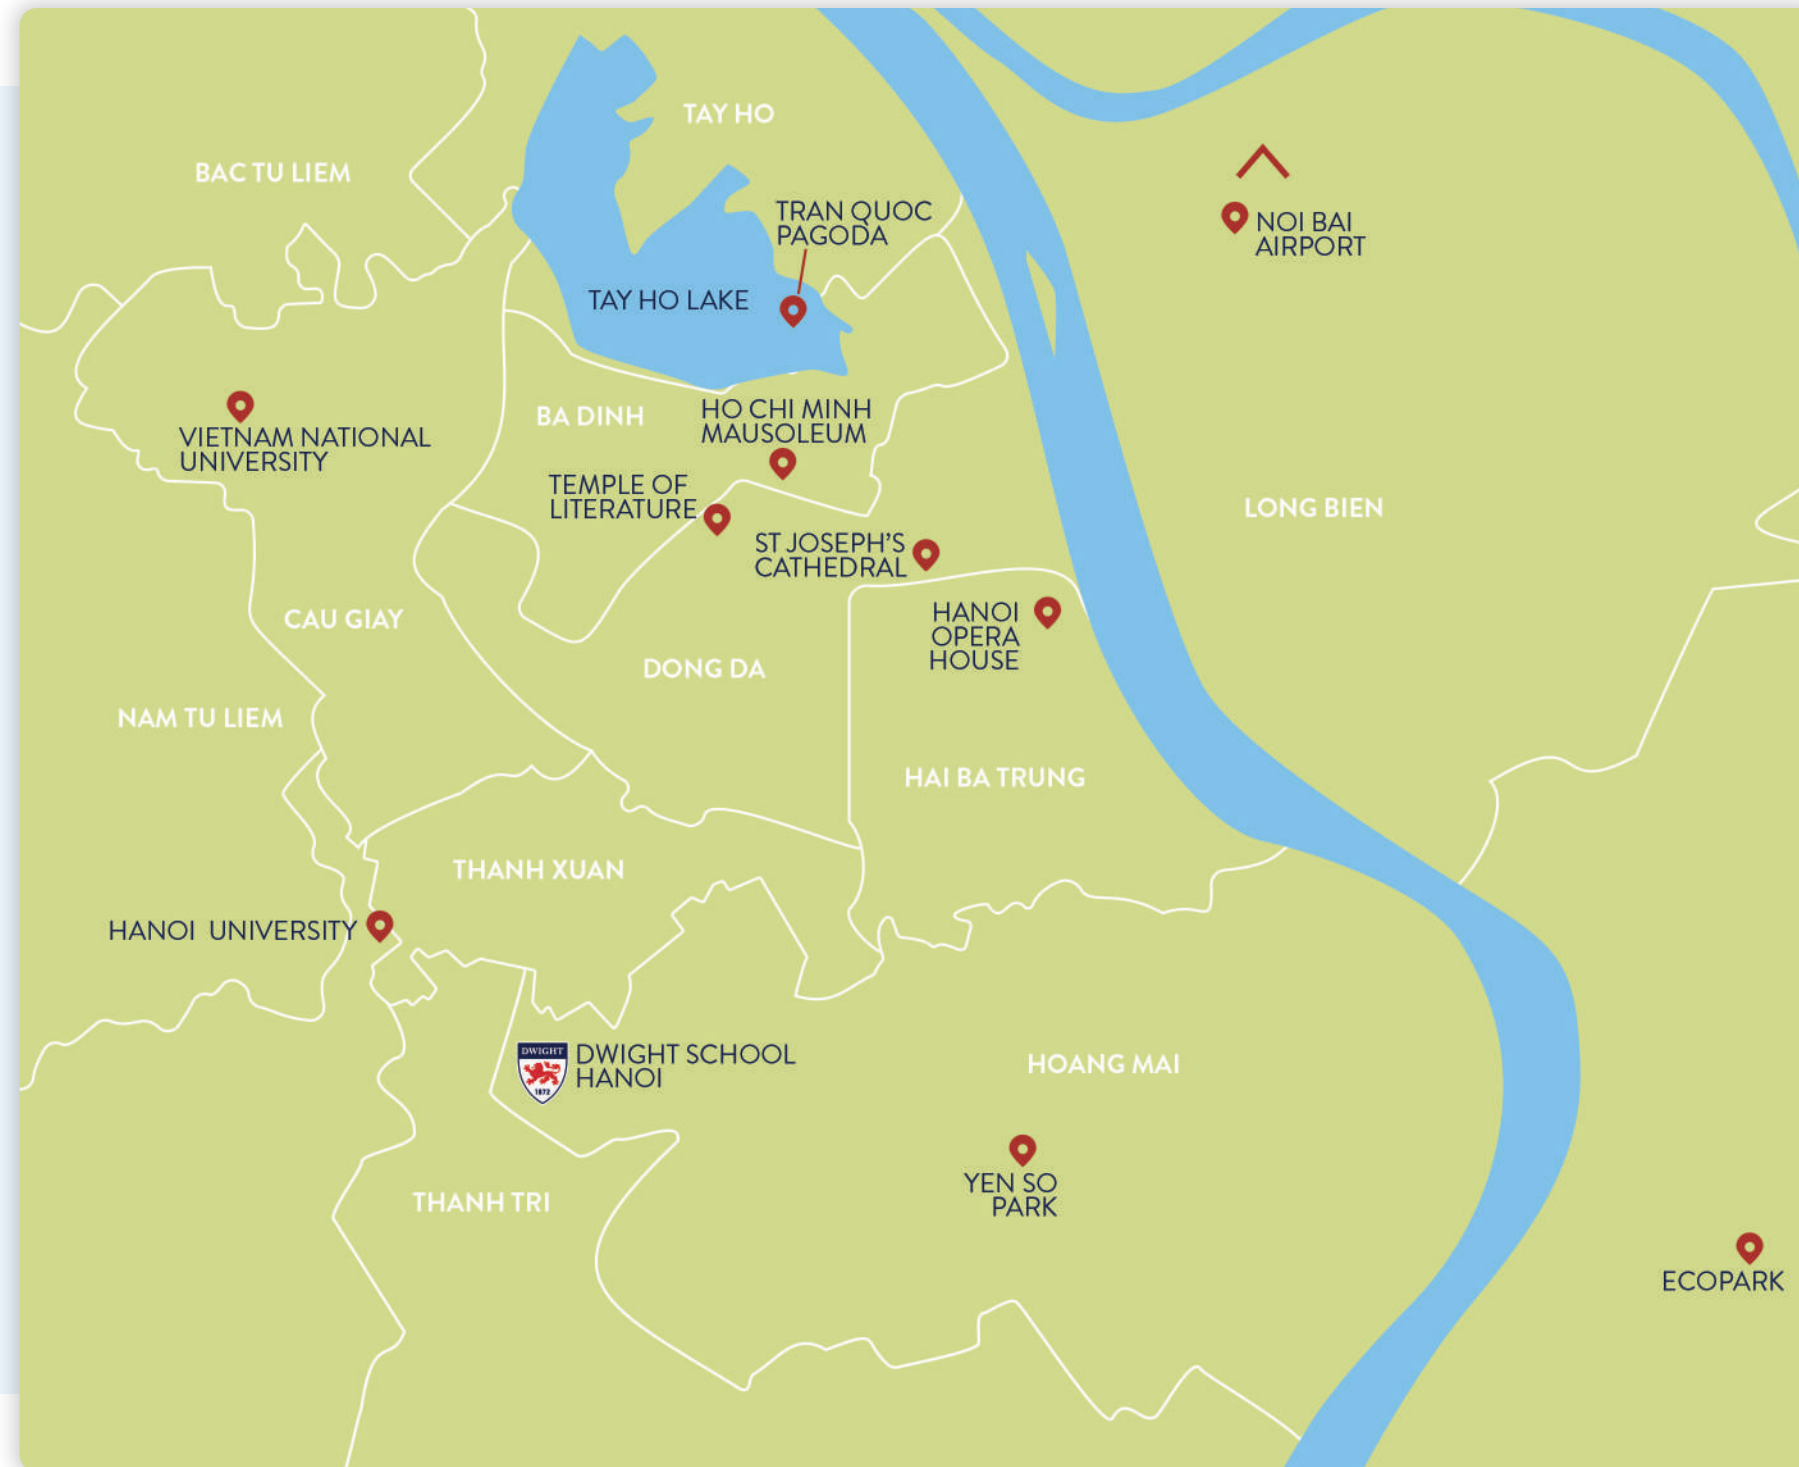 TAY HO
BAC TU LIEM
TRAN QUOC
PAGODA
NOI BAI
AIRPORT
TAY HO LAKE
BA DINH
HO CHI MINH
MAUSOLEUM
VIETNAM NATIONAL
UNIVERSITY
TEMPLE OF
LITERATURE
LONG BIEN
ST JOSEPH'S
CATHEDRAL
CAU GIAY
HANOI
OPERA
HOUSE
DONG DA
NAM TU LIEM
HAI BA TRUNG
THANH XUAN
HANOI UNIVERSITY
DWIGHT
1872
DWIGHT SCHOOL
HANOI
HOANG MAI
YEN SO
PARK
THANH TRI
ECOPARK